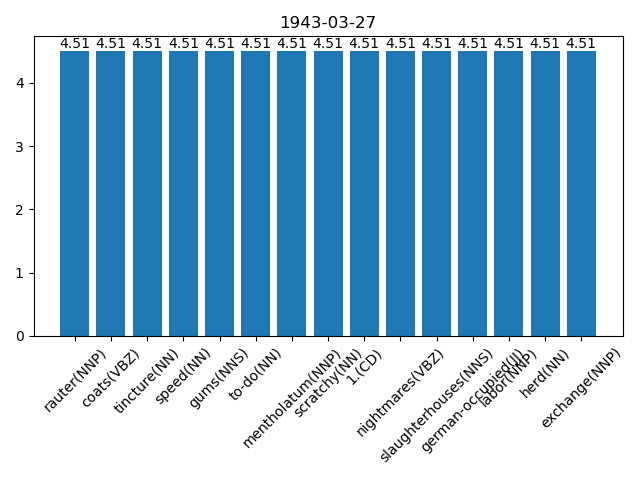 1943-03-27
4.51 4.51 4.51 4.51 4.51 4.51 4.51 4.51 4.51 4.51 4.51 4.51 4.51 4.51 4.51
4
3
2
1
0
rauter(NNP)
coats(VBZ)
tincture(NN)
speed(NN)
gums(NNS)
to-do(NN)
mentholatum(NNP)
scratchy(NN)
1.(CD)
nightmares(VBZ)
slaughterhouses(NNS)
german-occupied(JJ)
labor(NNP)
herd(NN)
exchange(NNP)